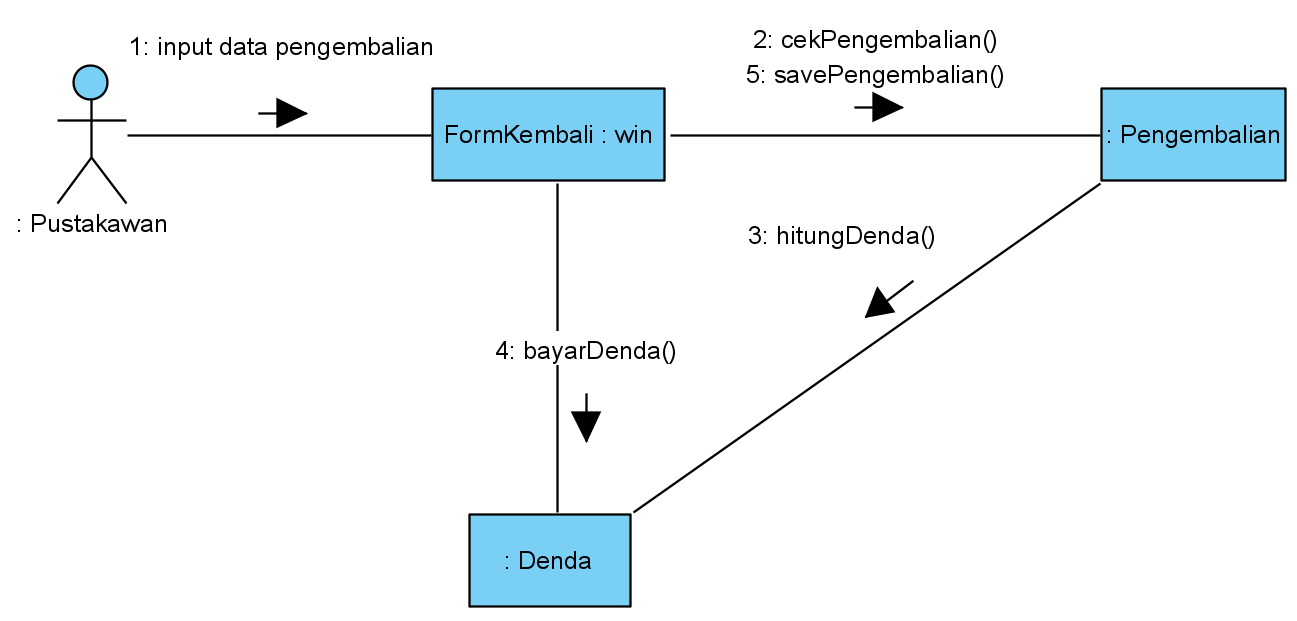 1: input data pengembalian
2: cekPengembalian()
5: savePengembalian()
FormKembali : win
: Pengembalian
: Pustakawan
3: hitungDenda()
4: bayarDenda()
: Denda